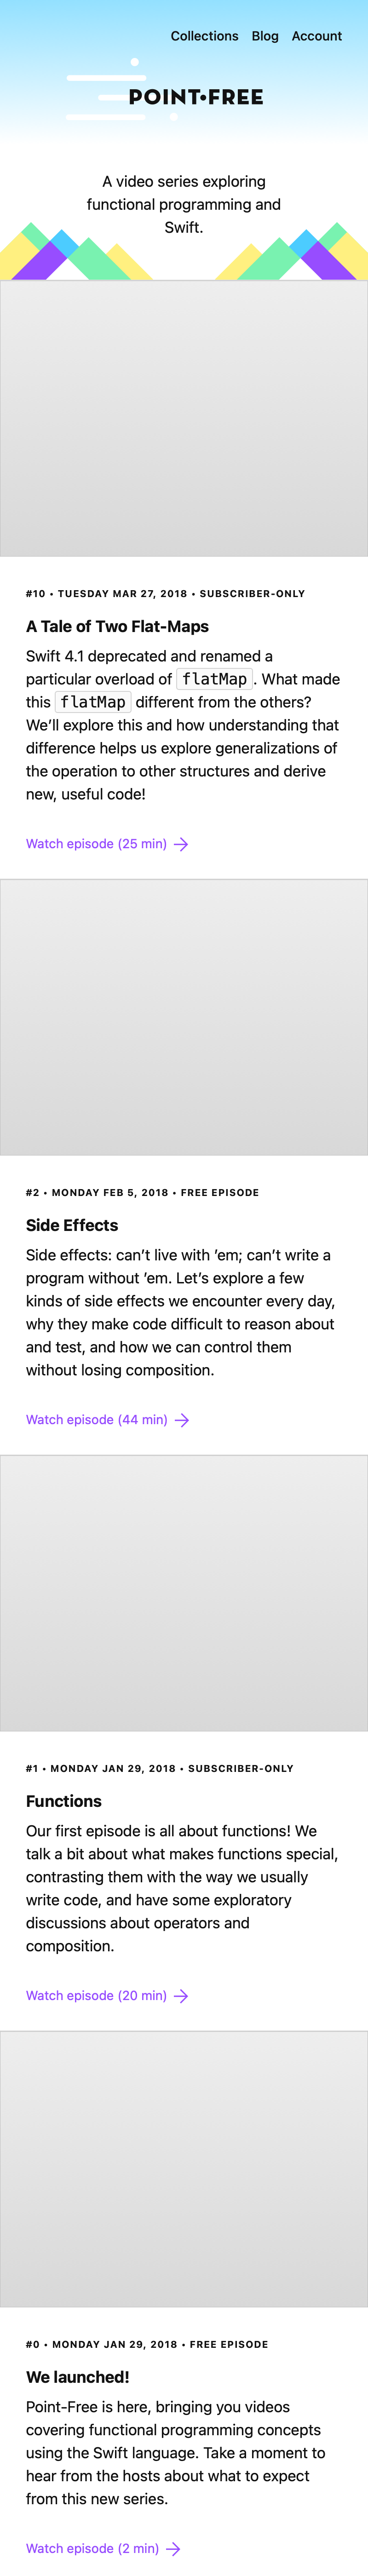 Collections Blog Account
POINT•FREE
A video series exploring
functional programming and
Swift.
#10 • TUESDAY MAR 27, 2018 • SUBSCRIBER-ONLY
A Tale of Two Flat-Maps
Swift 4.1 deprecated and renamed a
particular overload of flatMap. What made
this flatMap different from the others?
We’ll explore this and how understanding that
difference helps us explore generalizations of
the operation to other structures and derive
new, useful code!
Watch episode (25 min) →
#2 • MONDAY FEB 5, 2018 • FREE EPISODE
Side Effects
Side effects: can’t live with ’em; can’t write a
program without ’em. Let’s explore a few
kinds of side effects we encounter every day,
why they make code difficult to reason about
and test, and how we can control them
without losing composition.
Watch episode (44 min) →
#1 • MONDAY JAN 29, 2018 • SUBSCRIBER-ONLY
Functions
Our first episode is all about functions! We
talk a bit about what makes functions special,
contrasting them with the way we usually
write code, and have some exploratory
discussions about operators and
composition.
Watch episode (20 min) →
#0 • MONDAY JAN 29, 2018 • FREE EPISODE
We launched!
Point-Free is here, bringing you videos
covering functional programming concepts
using the Swift language. Take a moment to
hear from the hosts about what to expect
from this new series.
Watch episode (2 min) →